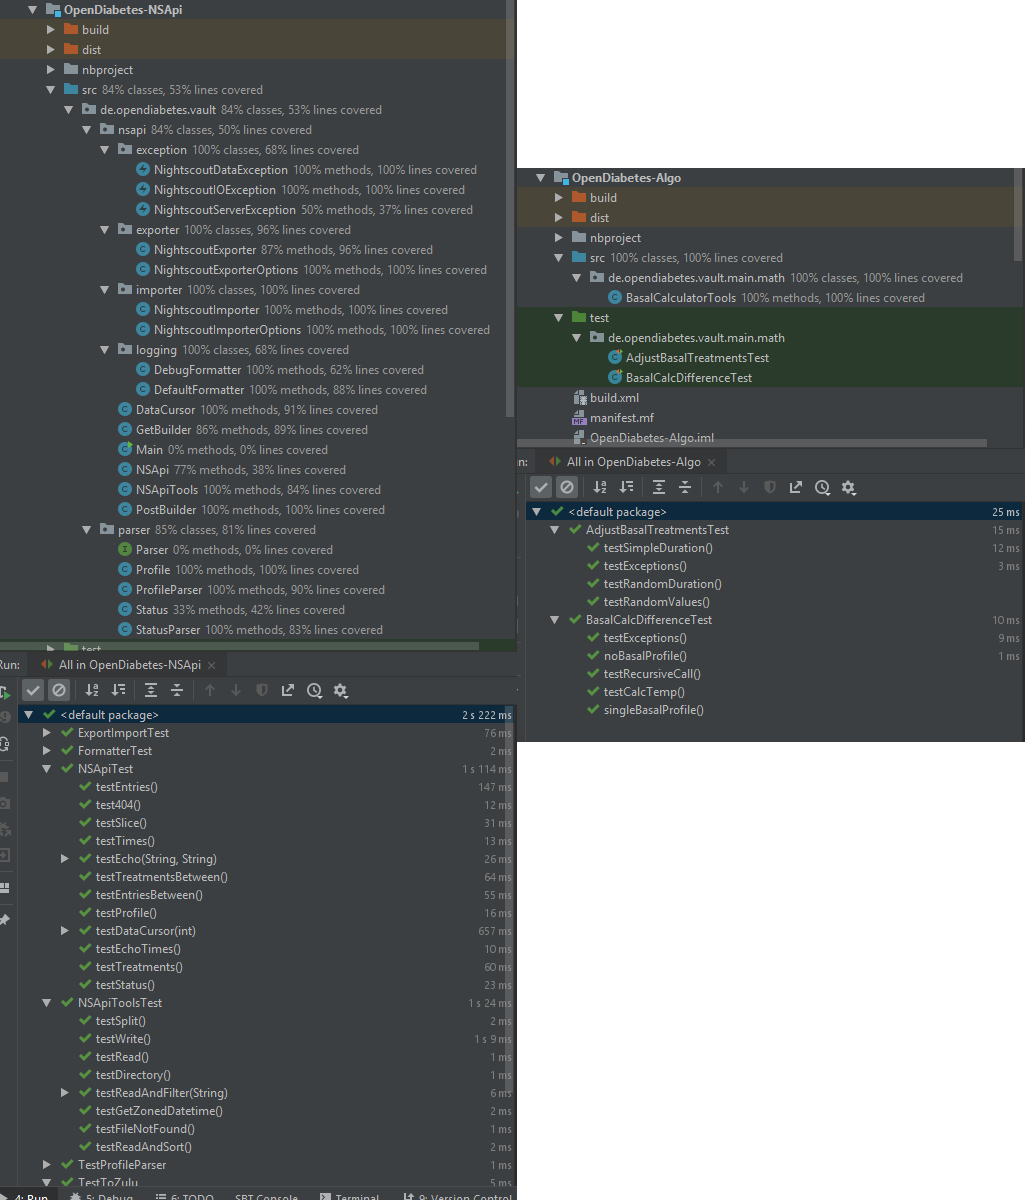 OpenDiabetes-NSApi
build
dist
nbproject
src 84% classes, 53% lines covered
de.opendiabetes.vault 84% classes, 53% lines covered
nsapi 84% classes, 50% lines covered
exception 100% classes, 68% lines covered
NightscoutDataException 100% methods, 100% lines covered
NightscoutIOException 100% methods, 100% lines covered
NightscoutServerException 50% methods, 37% lines covered
exporter 100% classes, 96% lines covered
NightscoutExporter 87% methods, 96% lines covered
NightscoutExporterOptions 100% methods, 100% lines covered
importer 100% classes, 100% lines covered
NightscoutImporter 100% methods, 100% lines covered
NightscoutImporterOptions 100% methods, 100% lines covered
logging 100% classes, 68% lines covered
DebugFormatter 100% methods, 62% lines covered
DefaultFormatter 100% methods, 88% lines covered
DataCursor 100% methods, 91% lines covered
GetBuilder 86% methods, 89% lines covered
Main 0% methods, 0% lines covered
NSApi 77% methods, 38% lines covered
NSApiTools 100% methods, 84% lines covered
PostBuilder 100% methods, 100% lines covered
parser 85% classes, 81% lines covered
Parser 0% methods, 0% lines covered
Profile 100% methods, 100% lines covered
ProfileParser 100% methods, 90% lines covered
Status 33% methods, 42% lines covered
StatusParser 100% methods, 83% lines covered
test
Run: All in OpenDiabetes-NSApi
<default package> 2 s 222 ms
ExportImportTest 76 ms
FormatterTest 2 ms
NSApiTest 1 s 114 ms
testEntries() 147 ms
test404() 12 ms
testSlice() 31 ms
testTimes() 13 ms
testEcho(String, String) 26 ms
testTreatmentsBetween() 64 ms
testEntriesBetween() 55 ms
testProfile() 16 ms
testDataCursor(int) 657 ms
testEchoTimes() 10 ms
testTreatments() 60 ms
testStatus() 23 ms
NSApiToolsTest 1 s 24 ms
testSplit() 2 ms
testWrite() 1 s 9 ms
testRead() 1 ms
testDirectory() 1 ms
testReadAndFilter(String) 6 ms
testGetZonedDatetime() 2 ms
testFileNotFound() 1 ms
testReadAndSort() 2 ms
TestProfileParser 1 ms
TestToZulu 5 ms
4: Run 5: Debug 6: TODO SBT Console Terminal 9: Version Control
OpenDiabetes-Algo
build
dist
nbproject
src 100% classes, 100% lines covered
de.opendiabetes.vault.main.math 100% classes, 100% lines covered
BasalCalculatorTools 100% methods, 100% lines covered
test
de.opendiabetes.vault.main.math
AdjustBasalTreatmentsTest
BasalCalcDifferenceTest
build.xml
manifest.mf
OpenDiabetes-Algo.iml
n: All in OpenDiabetes-Algo
<default package> 25 ms
AdjustBasalTreatmentsTest 15 ms
testSimpleDuration() 12 ms
testExceptions() 3 ms
testRandomDuration()
testRandomValues()
BasalCalcDifferenceTest 10 ms
testExceptions() 9 ms
noBasalProfile() 1 ms
testRecursiveCall()
testCalcTemp()
singleBasalProfile()